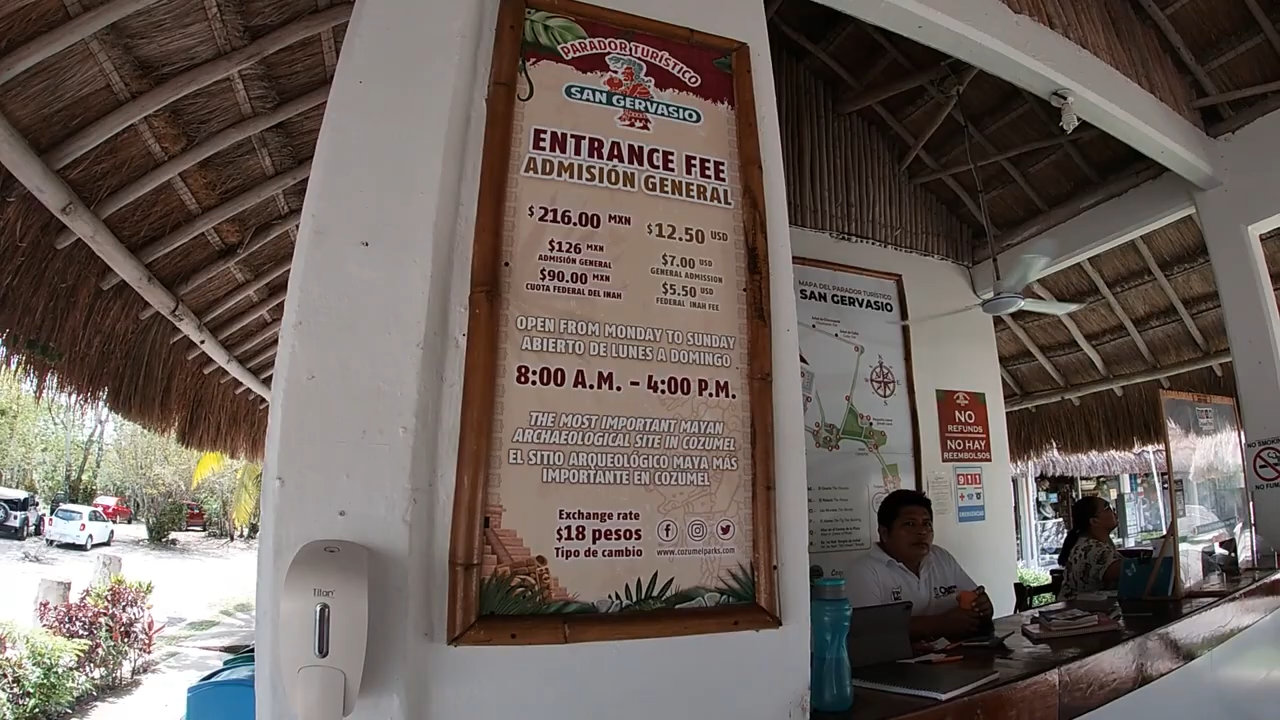 PARADOR TURÍSTICO
SAN GERVASIO
ENTRANCE FEE
ADMISIÓN GENERAL
$216.00 MXN
$12.50 USD
$126 MXN
ADMISIÓN GENERAL
$90.00 MXN
CUOTA FEDERAL DEL INAH
$7.00 USD
GENERAL ADMISSION
$5.50 USD
FEDERAL INAH FEE
OPEN FROM MONDAY TO SUNDAY
ABIERTO DE LUNES A DOMINGO
8:00 A.M. - 4:00 P.M.
THE MOST IMPORTANT MAYAN
ARCHAEOLOGICAL SITE IN COZUMEL
EL SITIO ARQUEOLÓGICO MAYA MÁS
IMPORTANTE EN COZUMEL
Exchange rate
$18 pesos
Tipo de cambio
www.cozumelparks.com
Titan
MAPA DEL PARADOR TURÍSTICO
SAN GERVASIO
NO
REFUNDS
NO HAY
REEMBOLSOS
911
EMERGENCIAS
NO SMOKING
NO FUMAR